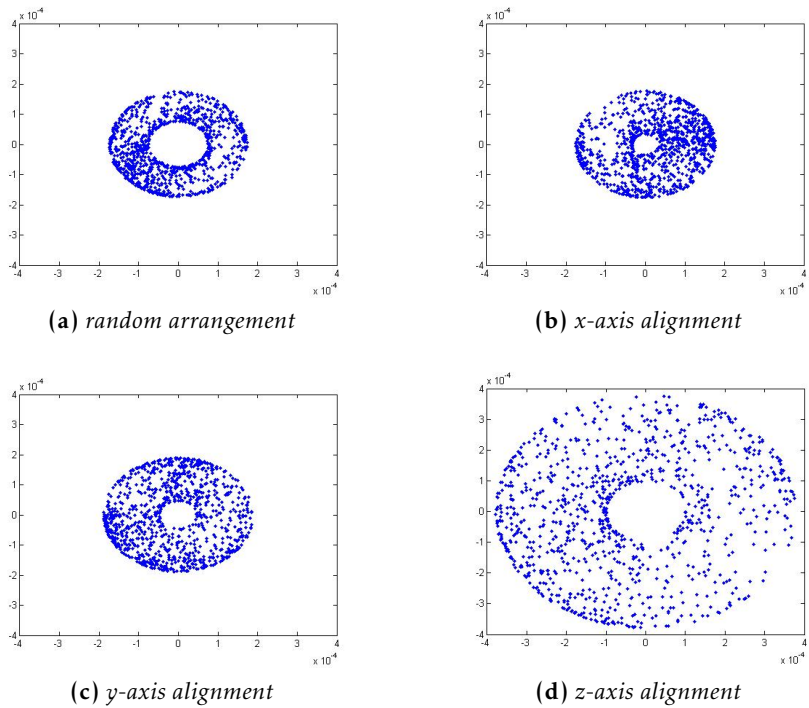 x 10⁻⁴
4
3
2
1
0
-1
-2
-3
-4
-4 -3 -2 -1 0 1 2 3 4
x 10⁻⁴
(a) random arrangement
x 10⁻⁴
4
3
2
1
0
-1
-2
-3
-4
-4 -3 -2 -1 0 1 2 3 4
x 10⁻⁴
(b) x-axis alignment
x 10⁻⁴
4
3
2
1
0
-1
-2
-3
-4
-4 -3 -2 -1 0 1 2 3 4
x 10⁻⁴
(c) y-axis alignment
x 10⁻⁴
4
3
2
1
0
-1
-2
-3
-4
-4 -3 -2 -1 0 1 2 3 4
x 10⁻⁴
(d) z-axis alignment